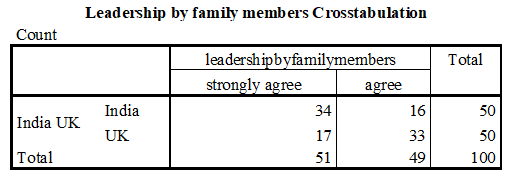 Leadership by family members Crosstabulation
Count
leadershipbyfamilymembers Total
strongly agree agree
India UK India 34 16 50
UK 17 33 50
Total 51 49 100